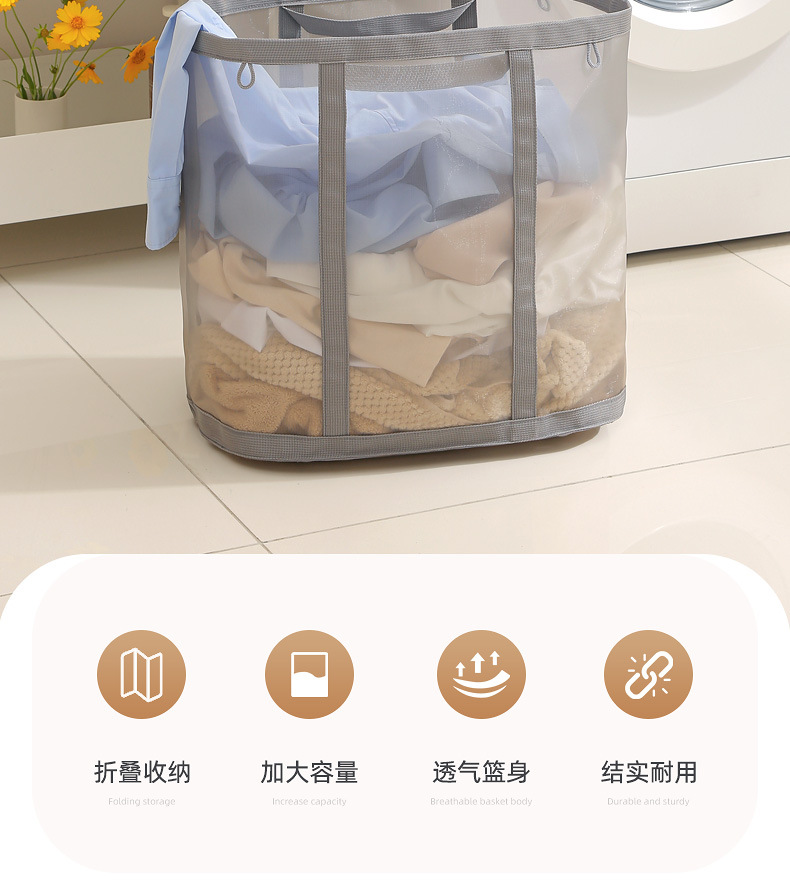 折叠收纳
Folding storage
加大容量
Increase capacity
透气篮身
Breathable basket body
结实耐用
Durable and sturdy